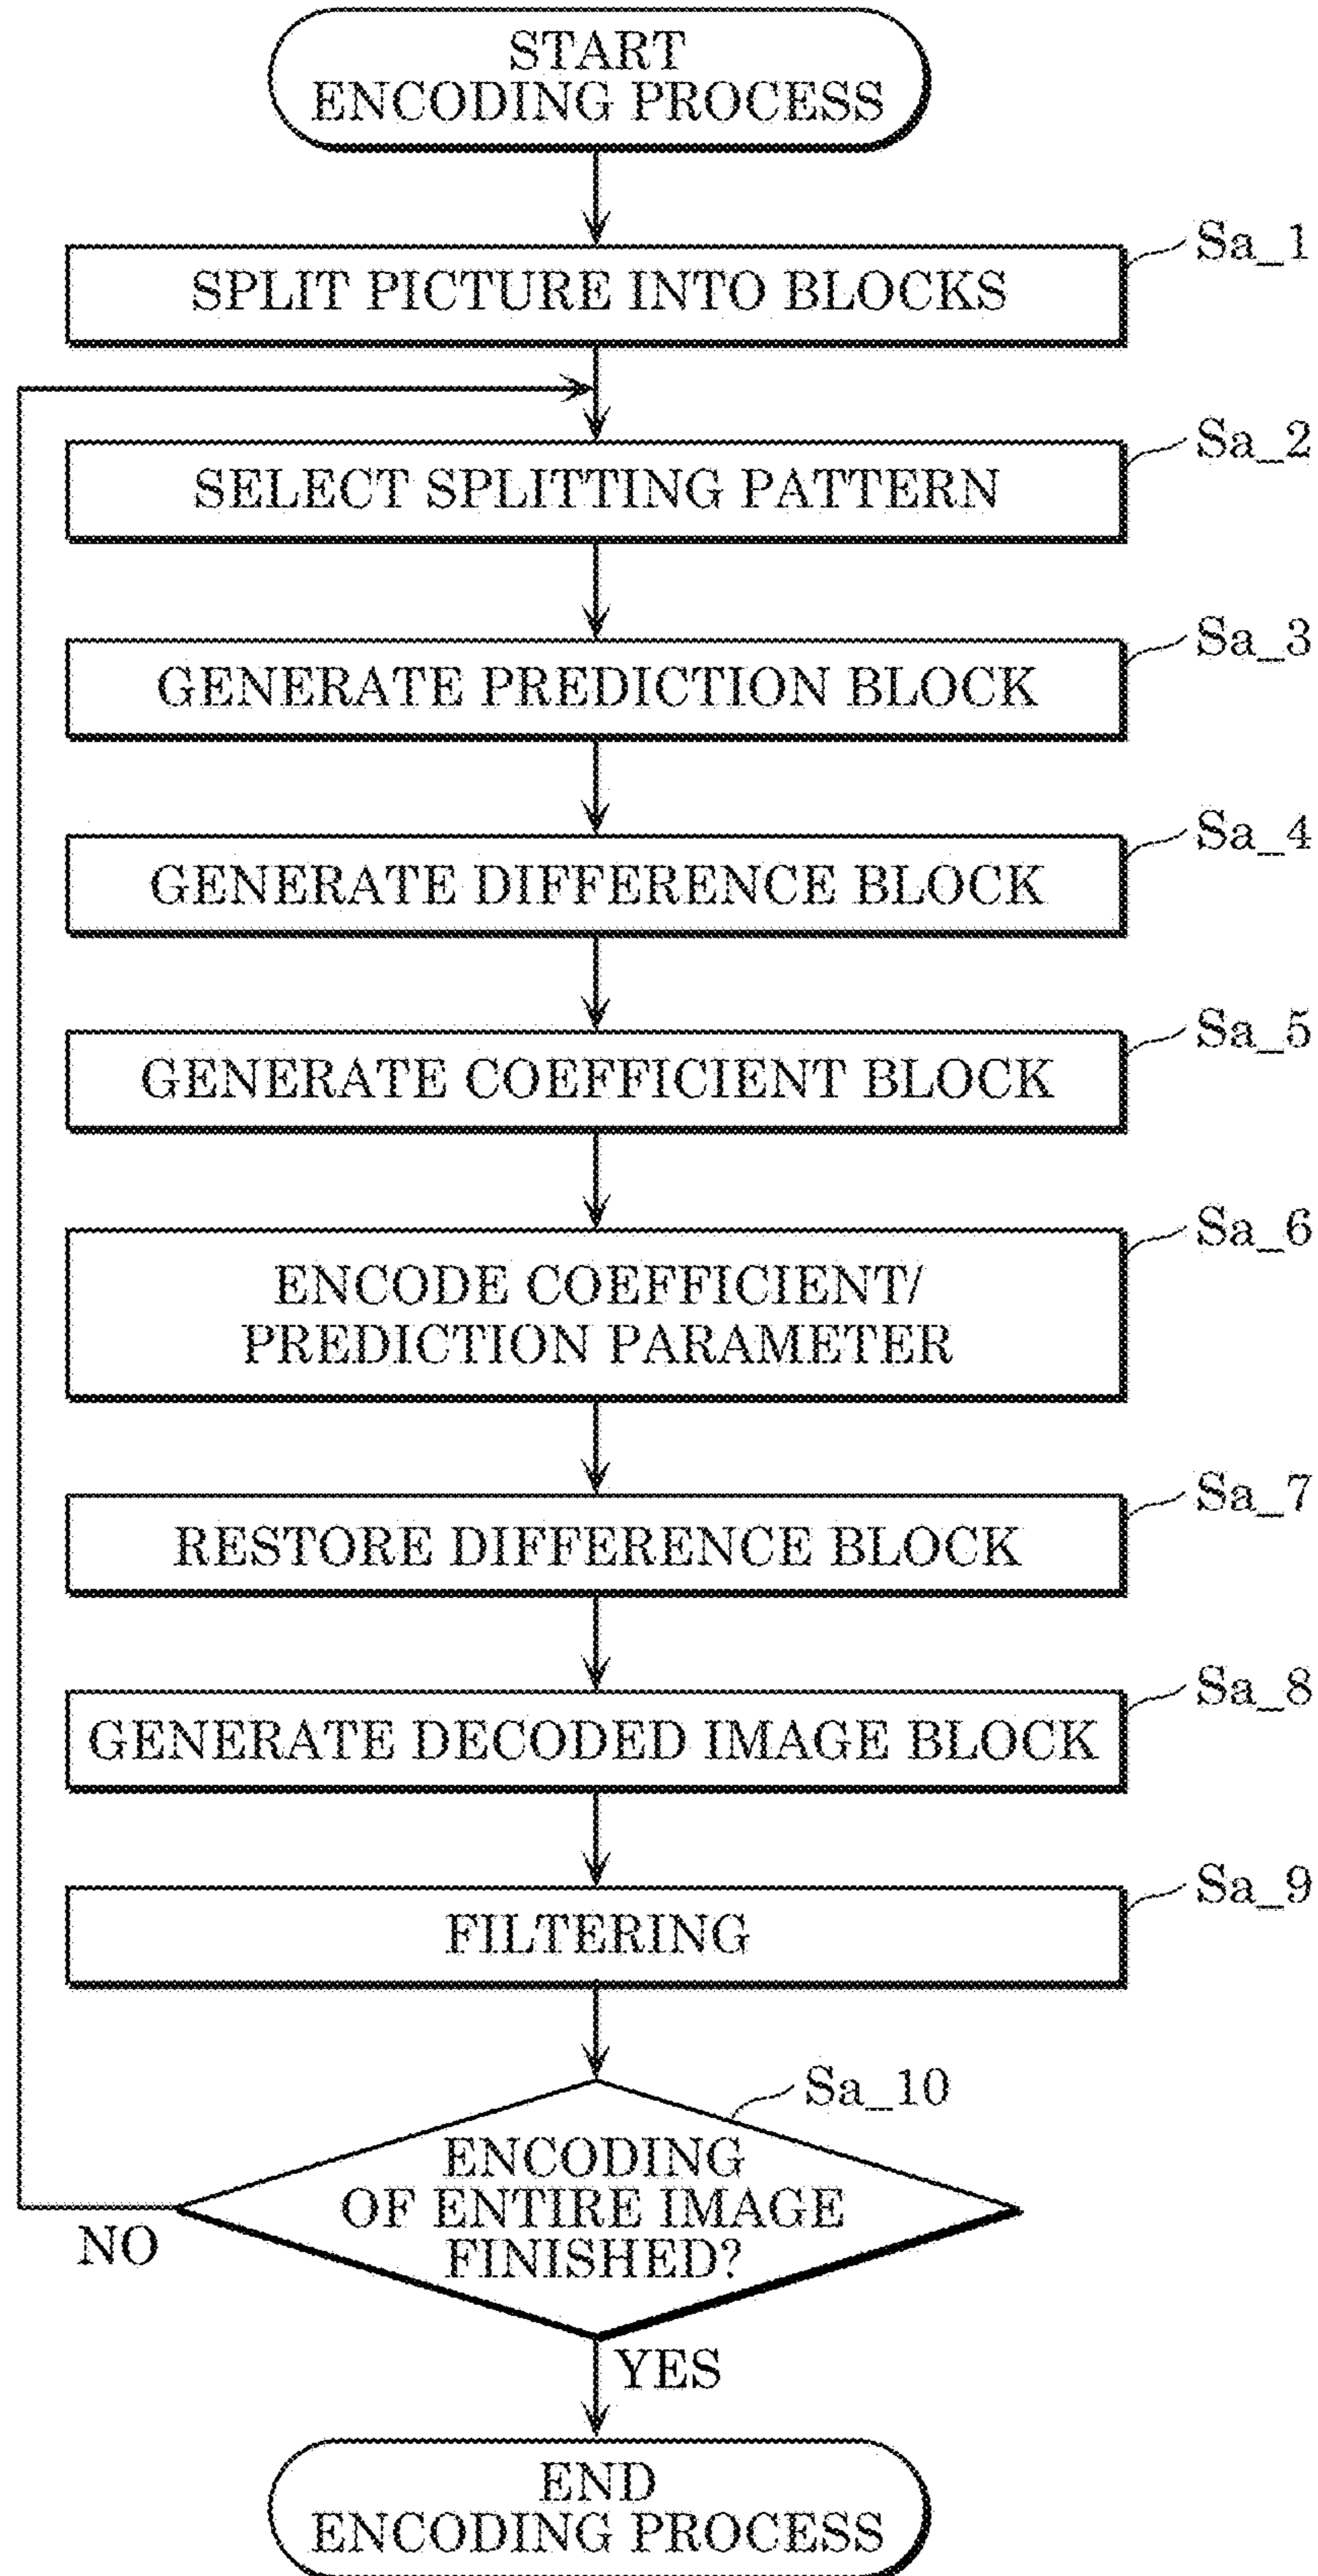 START
ENCODING PROCESS
Sa_1
SPLIT PICTURE INTO BLOCKS
Sa_2
SELECT SPLITTING PATTERN
Sa_3
GENERATE PREDICTION BLOCK
Sa_4
GENERATE DIFFERENCE BLOCK
Sa_5
GENERATE COEFFICIENT BLOCK
Sa_6
ENCODE COEFFICIENT/
PREDICTION PARAMETER
Sa_7
RESTORE DIFFERENCE BLOCK
Sa_8
GENERATE DECODED IMAGE BLOCK
Sa_9
FILTERING
Sa_10
ENCODING
OF ENTIRE IMAGE
FINISHED?
NO
YES
END
ENCODING PROCESS